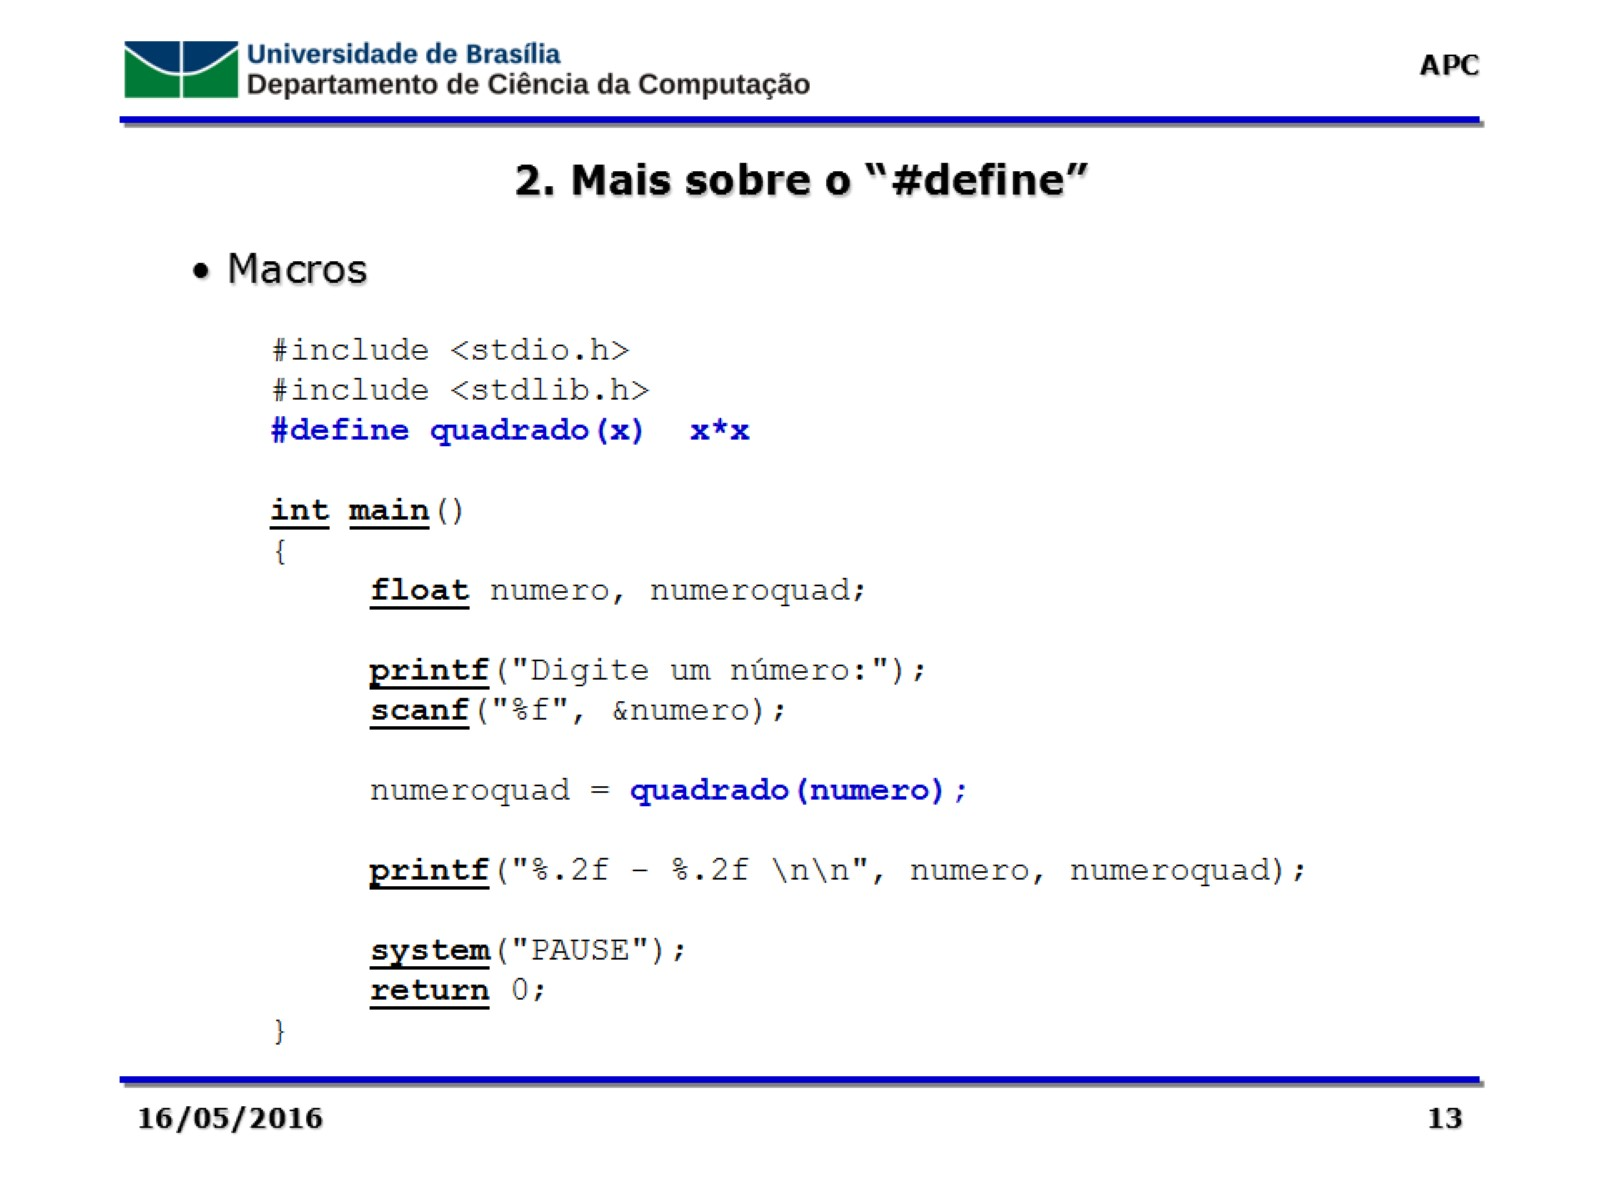 Universidade de Brasília
Departamento de Ciência da Computação
APC
2. Mais sobre o “#define”
• Macros
#include <stdio.h>
#include <stdlib.h>
#define quadrado(x)  x*x
int main()
{
float numero, numeroquad;
printf("Digite um número:");
scanf("%f", &numero);
numeroquad = quadrado(numero);
printf("%.2f - %.2f \n\n", numero, numeroquad);
system("PAUSE");
return 0;
}
16/05/2016
13